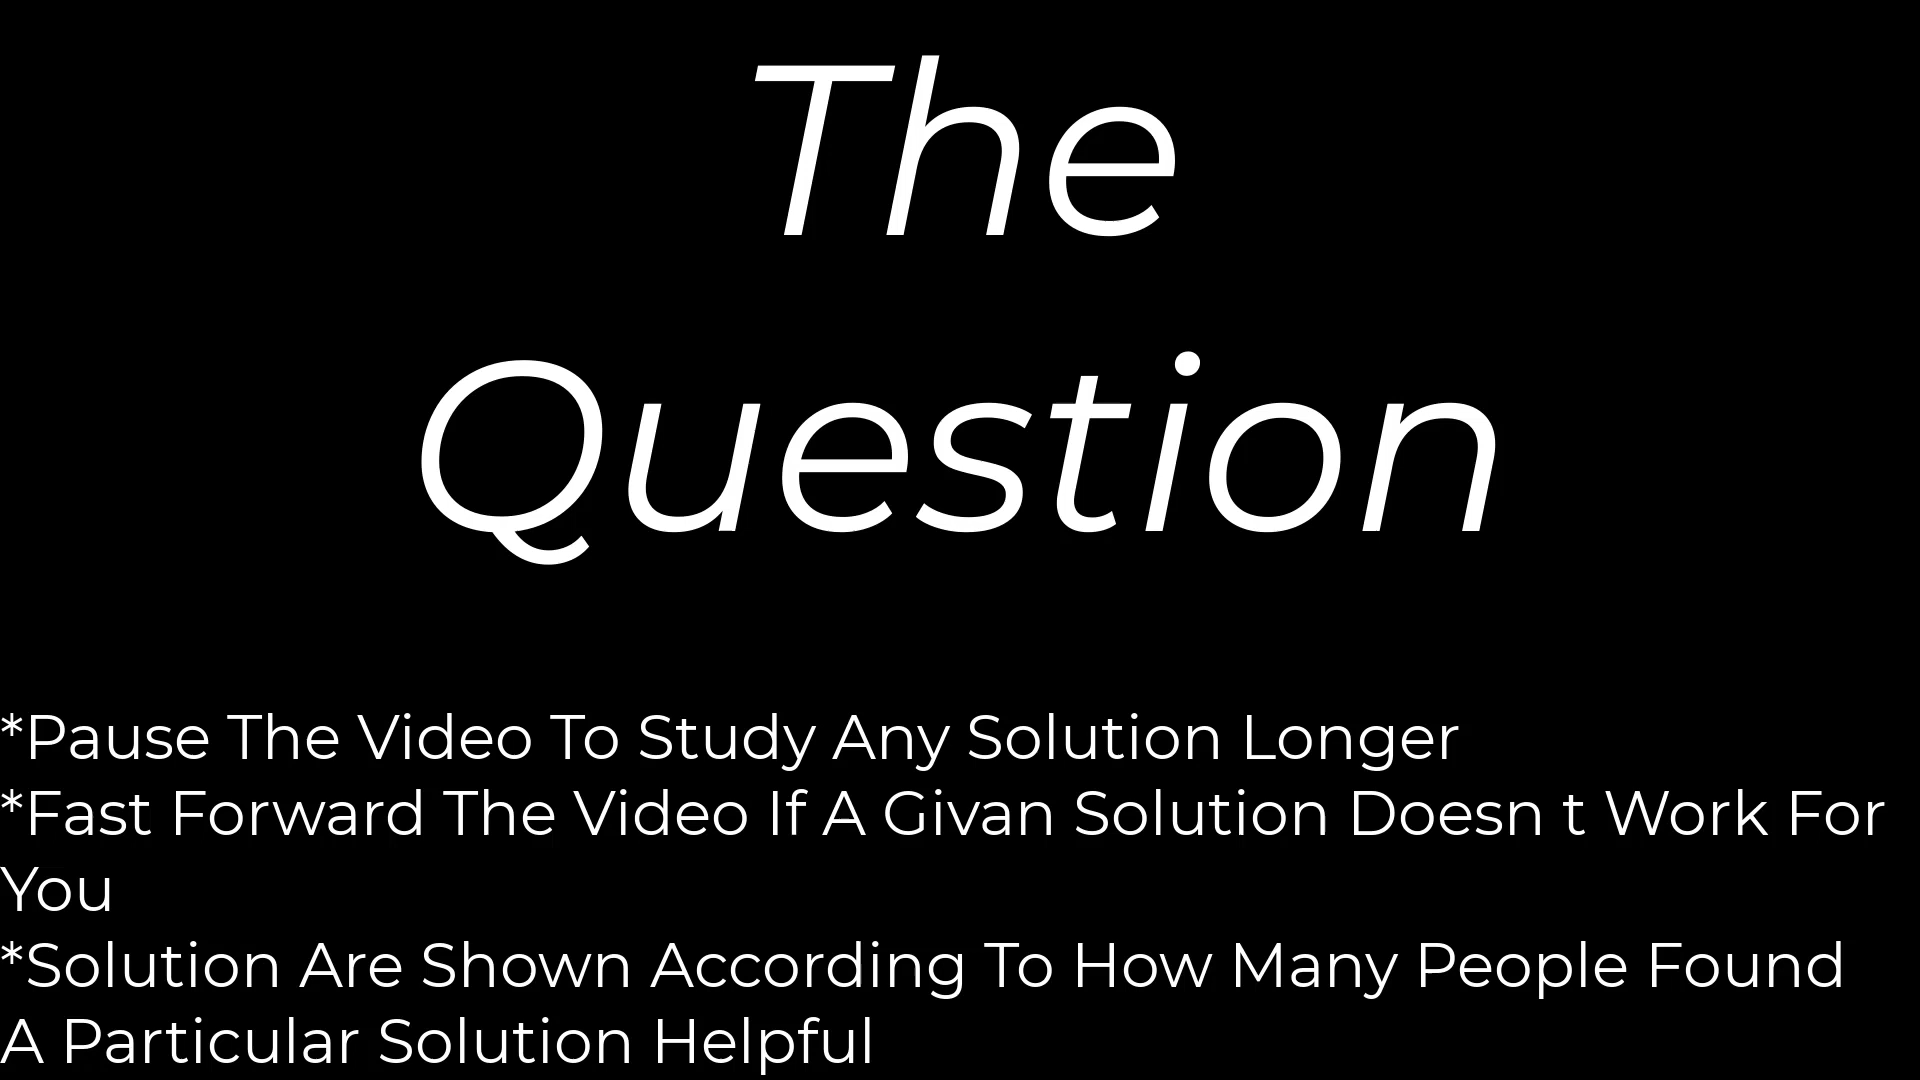 The
Question
*Pause The Video To Study Any Solution Longer
*Fast Forward The Video If A Givan Solution Doesn t Work For
You
*Solution Are Shown According To How Many People Found
A Particular Solution Helpful